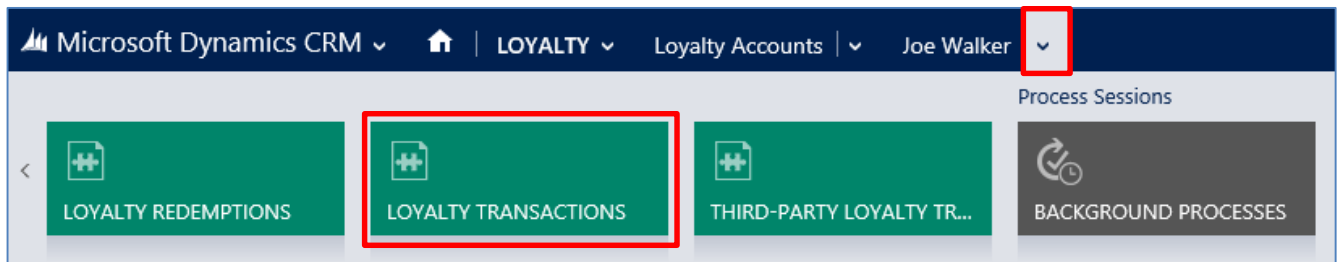 Microsoft Dynamics CRM LOYALTY Loyalty Accounts Joe Walker
Process Sessions
LOYALTY REDEMPTIONS LOYALTY TRANSACTIONS THIRD-PARTY LOYALTY TR... BACKGROUND PROCESSES